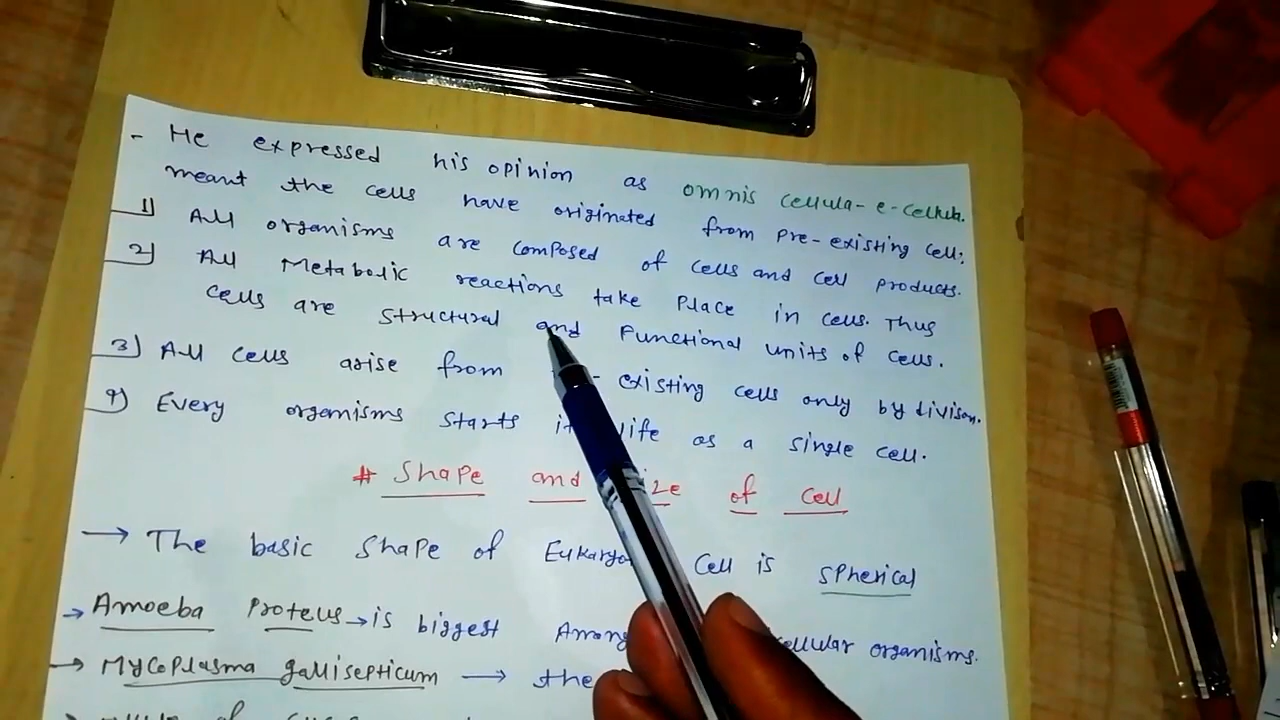 - He expressed his opinion as omnis cellula-e-cellula.
meant the cells have originated from pre-existing cell;
1) All organisms are composed of cells and cell products.
2) All Metabolic reactions take place in cells. Thus
cells are structural and Functional units of cells.
3) All cells arise from - existing cells only by divison.
4) Every organisms starts life as a single cell.
# Shape and of cell
→ The basic shape of Cell is spherical
→ Amoeba Proteus → is biggest organisms.
→ Mycoplasma gallisepticum → the